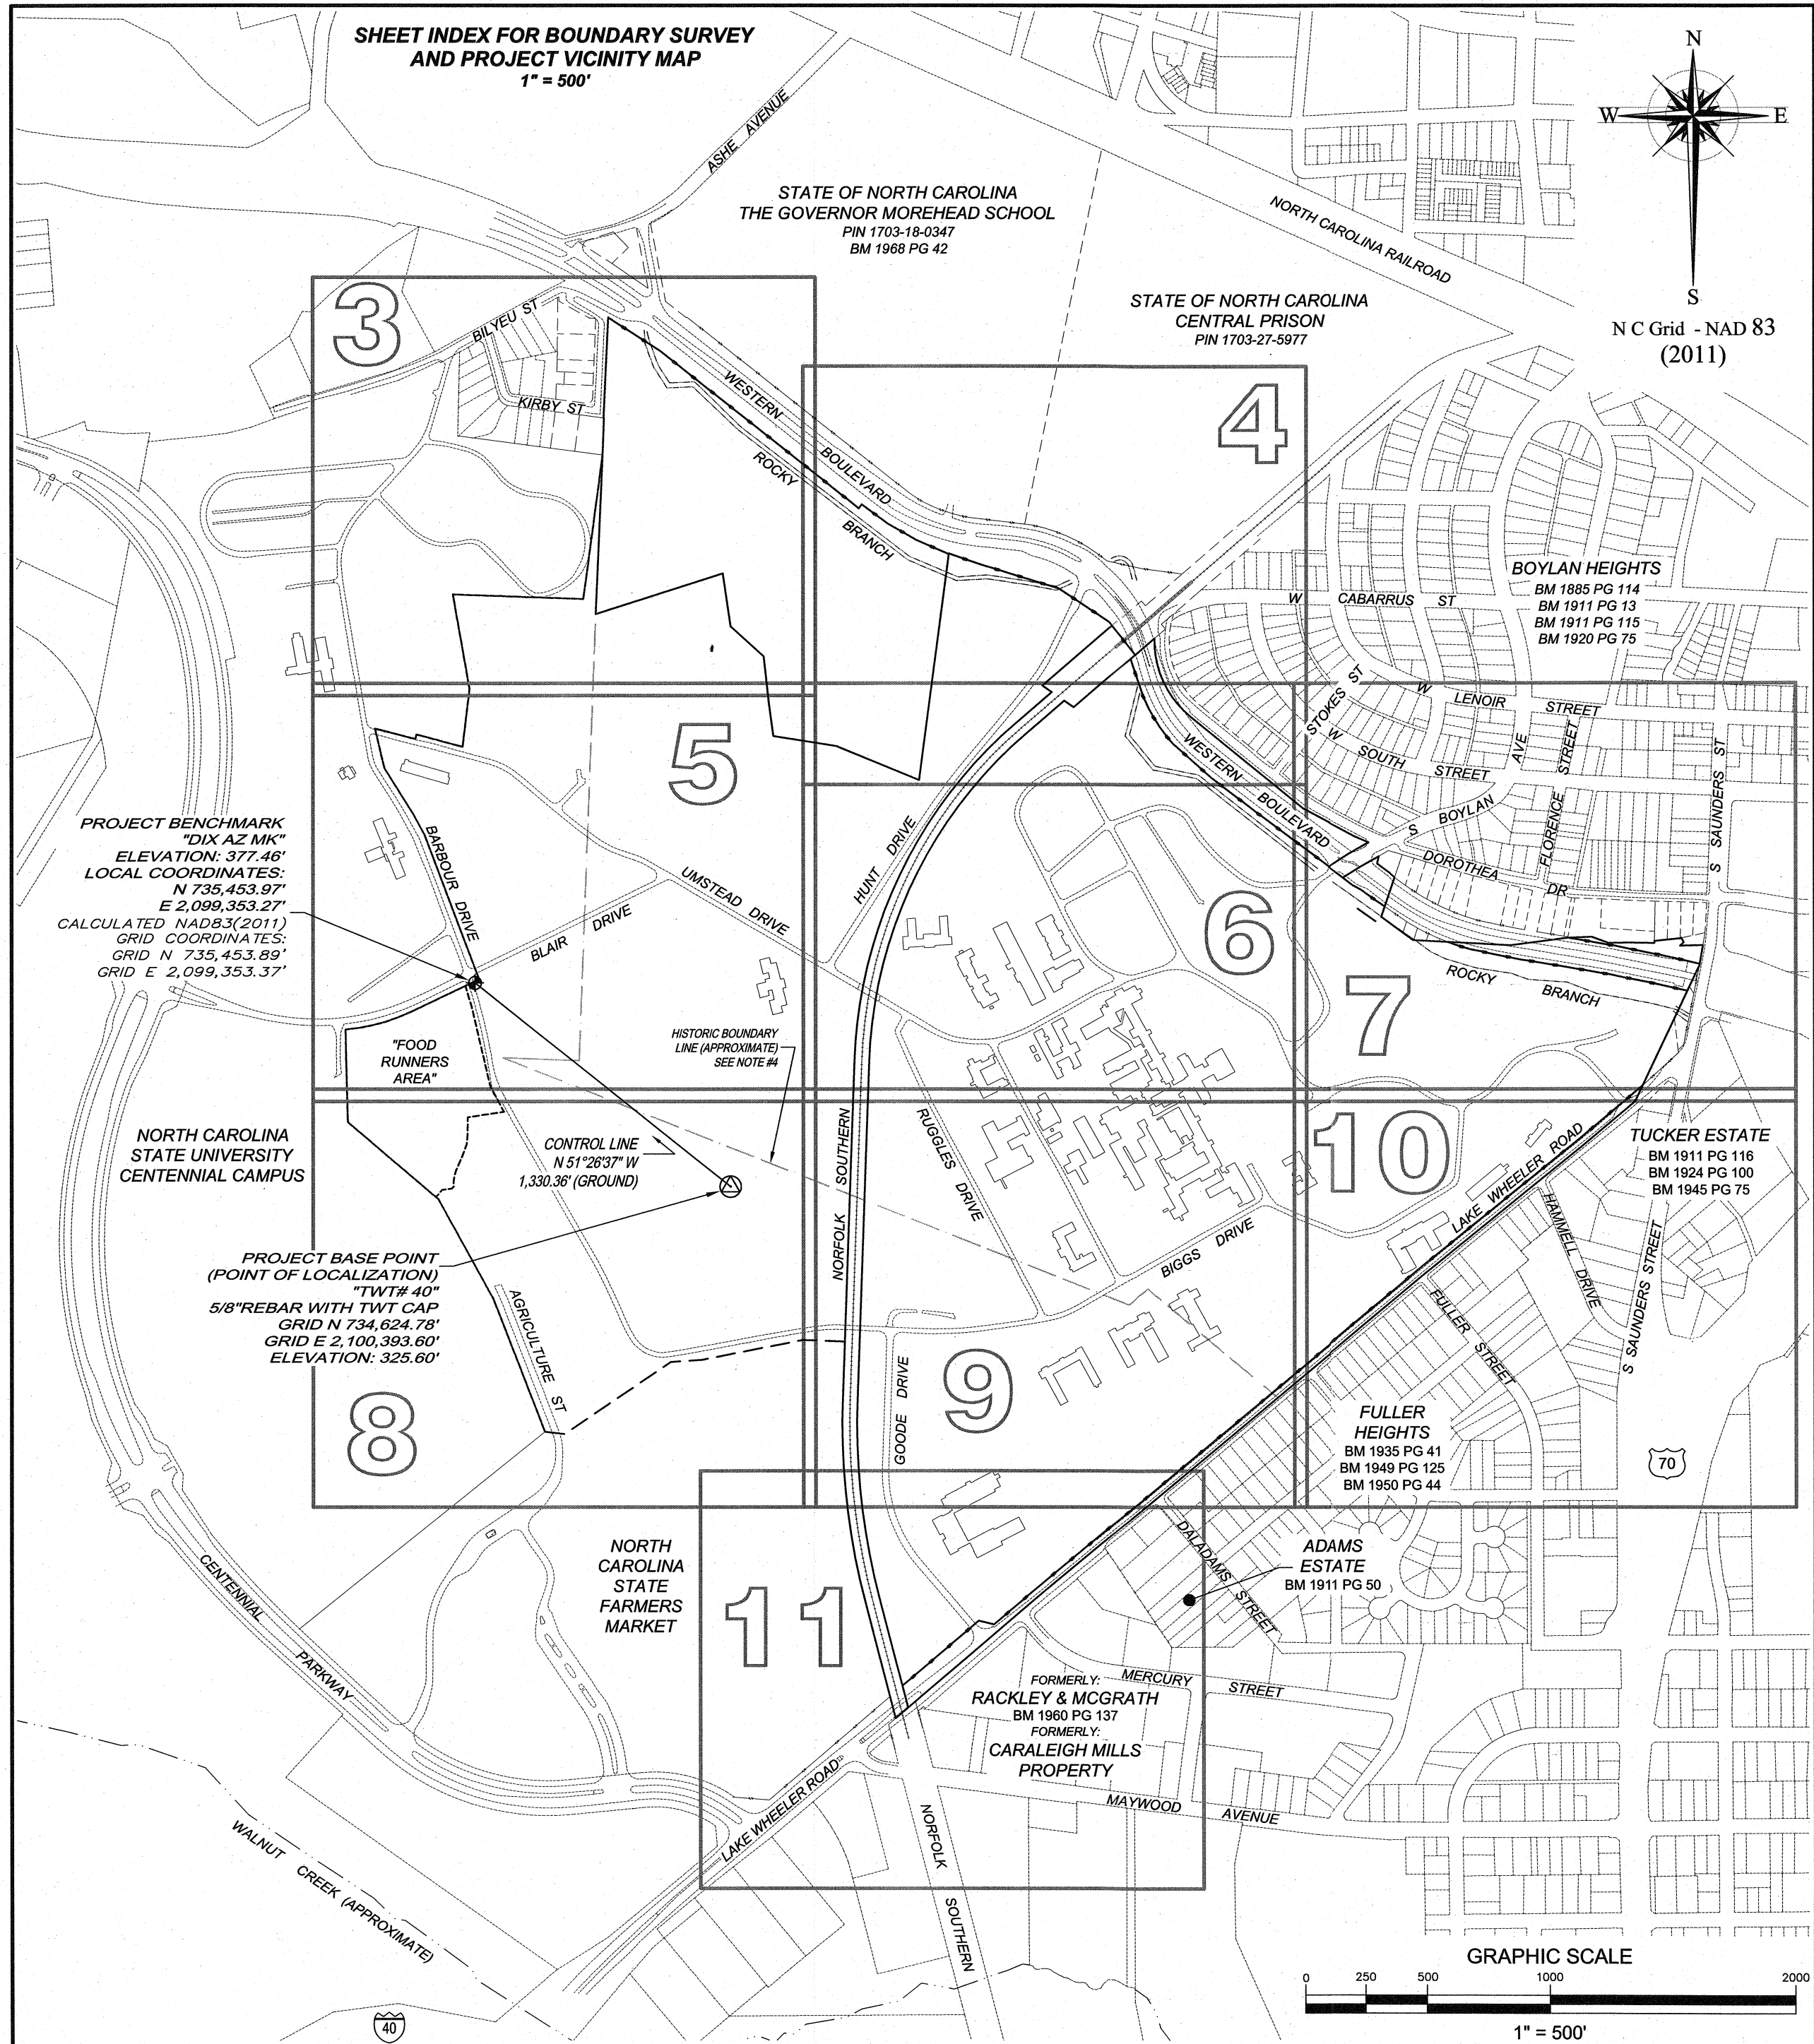 SHEET INDEX FOR BOUNDARY SURVEY
AND PROJECT VICINITY MAP
1" = 500'
N
W
E
S
N C Grid - NAD 83
(2011)
ASHE AVENUE
STATE OF NORTH CAROLINA
THE GOVERNOR MOREHEAD SCHOOL
PIN 1703-18-0347
BM 1968 PG 42
NORTH CAROLINA RAILROAD
STATE OF NORTH CAROLINA
CENTRAL PRISON
PIN 1703-27-5977
3
BILYEU ST
KIRBY ST
WESTERN
BOULEVARD
ROCKY
BRANCH
4
BOYLAN HEIGHTS
BM 1885 PG 114
BM 1911 PG 13
BM 1911 PG 115
BM 1920 PG 75
W CABARRUS ST
STOKES ST
W LENOIR STREET
W SOUTH STREET
S BOYLAN AVE
FLORENCE STREET
S SAUNDERS ST
DOROTHEA DR
WESTERN
BOULEVARD
5
PROJECT BENCHMARK
"DIX AZ MK"
ELEVATION: 377.46'
LOCAL COORDINATES:
N 735,453.97'
E 2,099,353.27'
CALCULATED NAD83(2011)
GRID COORDINATES:
GRID N 735,453.89'
GRID E 2,099,353.37'
BARBOUR DRIVE
UMSTEAD DRIVE
BLAIR DRIVE
HUNT DRIVE
6
7
ROCKY
BRANCH
"FOOD
RUNNERS
AREA"
HISTORIC BOUNDARY
LINE (APPROXIMATE)
SEE NOTE #4
NORTH CAROLINA
STATE UNIVERSITY
CENTENNIAL CAMPUS
CONTROL LINE
N 51°26'37" W
1,330.36' (GROUND)
NORFOLK SOUTHERN
RUGGLES DRIVE
10
LAKE WHEELER ROAD
TUCKER ESTATE
BM 1911 PG 116
BM 1924 PG 100
BM 1945 PG 75
HAMMELL DRIVE
S SAUNDERS STREET
BIGGS DRIVE
PROJECT BASE POINT
(POINT OF LOCALIZATION)
"TWT# 40"
5/8"REBAR WITH TWT CAP
GRID N 734,624.78'
GRID E 2,100,393.60'
ELEVATION: 325.60'
AGRICULTURE ST
8
GOODE DRIVE
9
FULLER STREET
FULLER
HEIGHTS
BM 1935 PG 41
BM 1949 PG 125
BM 1950 PG 44
70
NORTH
CAROLINA
STATE
FARMERS
MARKET
11
DALADAMS STREET
ADAMS
ESTATE
BM 1911 PG 50
CENTENNIAL
PARKWAY
MERCURY STREET
FORMERLY:
RACKLEY & MCGRATH
BM 1960 PG 137
FORMERLY:
CARALEIGH MILLS
PROPERTY
LAKE WHEELER ROAD
MAYWOOD AVENUE
NORFOLK
SOUTHERN
WALNUT CREEK (APPROXIMATE)
40
GRAPHIC SCALE
0 250 500 1000 2000
1" = 500'